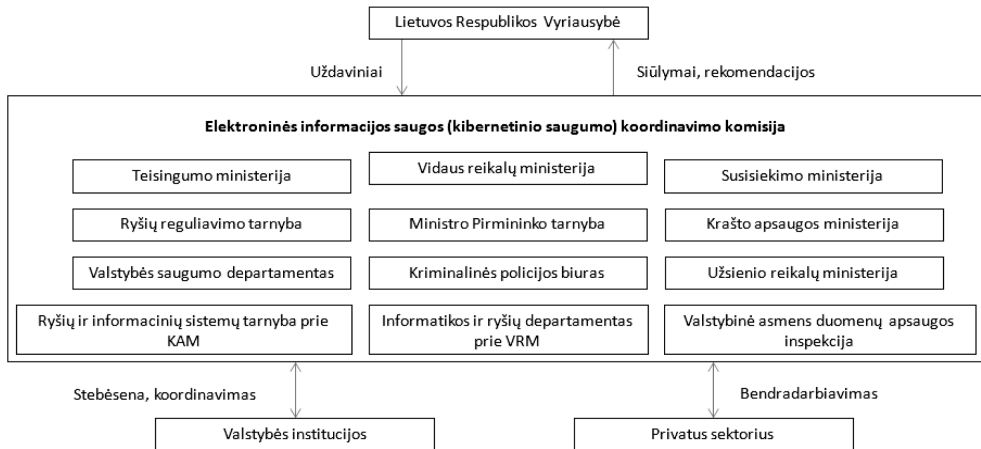 Lietuvos Respublikos Vyriausybė
Uždaviniai
Siūlymai, rekomendacijos
Elektroninės informacijos saugos (kibernetinio saugumo) koordinavimo komisija
Teisingumo ministerija
Vidaus reikalų ministerija
Susisiekimo ministerija
Ryšių reguliavimo tarnyba
Ministro Pirmininko tarnyba
Krašto apsaugos ministerija
Valstybės saugumo departamentas
Kriminalinės policijos biuras
Užsienio reikalų ministerija
Ryšių ir informacinių sistemų tarnyba prie
KAM
Informatikos ir ryšių departamentas
prie VRM
Valstybinė asmens duomenų apsaugos
inspekcija
Stebėsena, koordinavimas
Bendradarbiavimas
Valstybės institucijos
Privatus sektorius